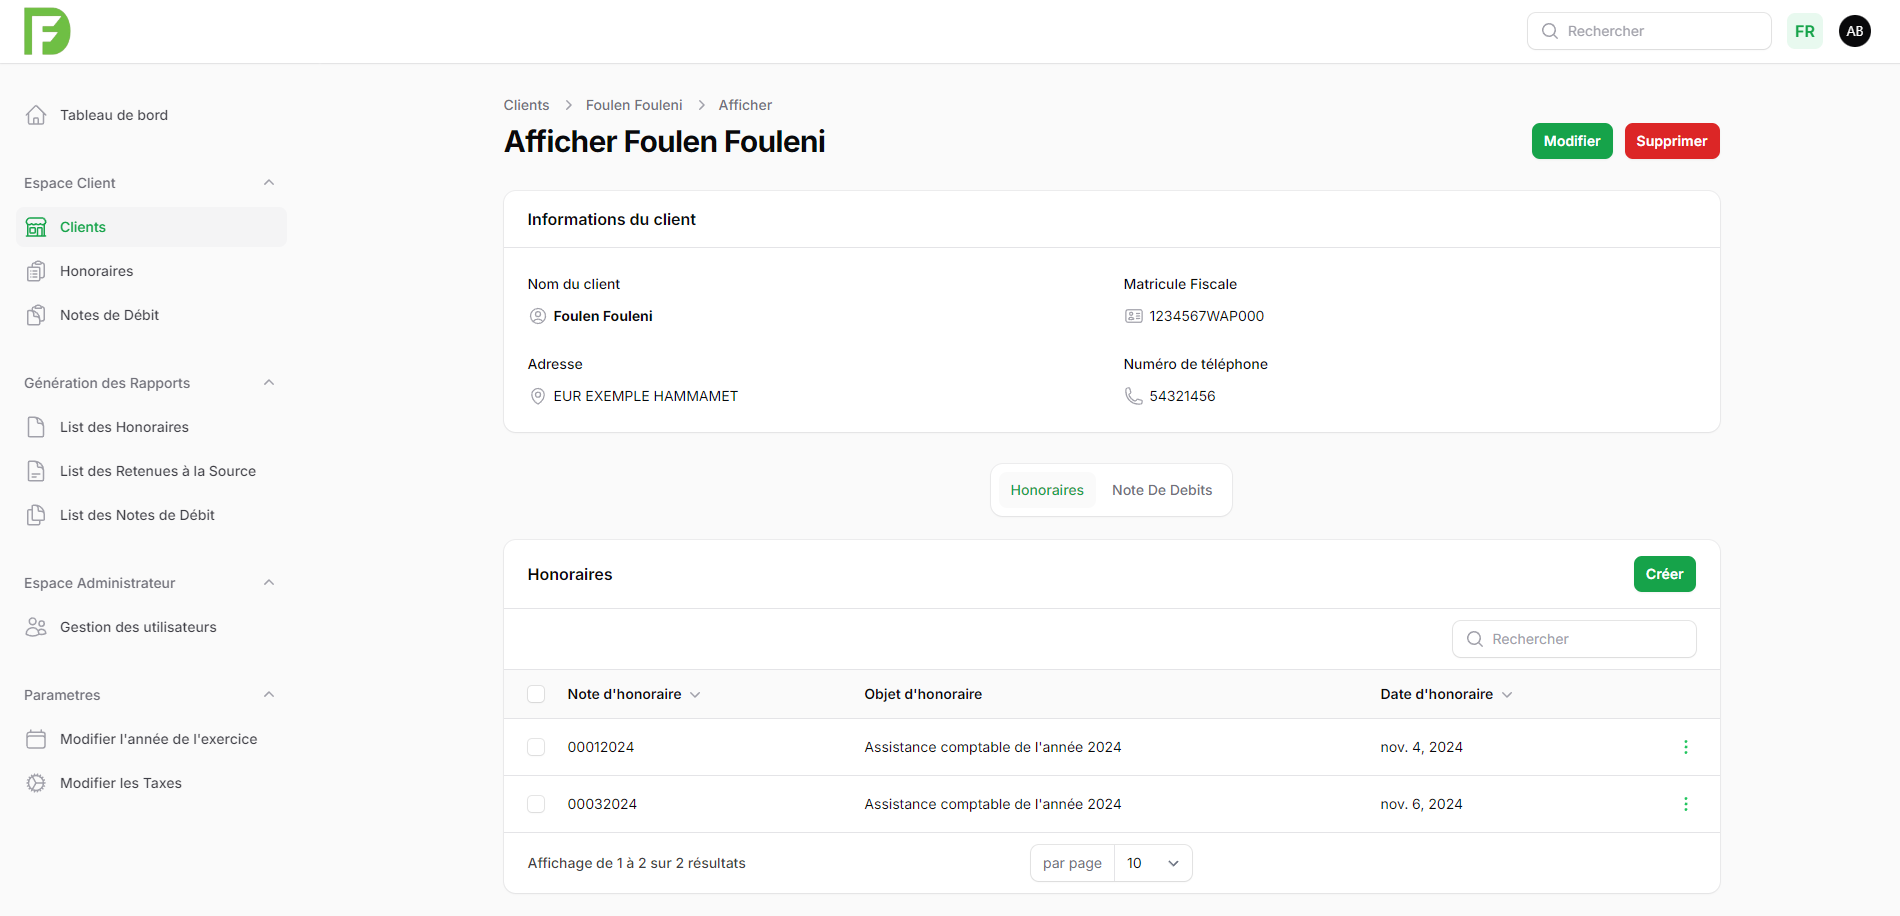 Rechercher
FR
AB
Tableau de bord
Espace Client
Clients
Honoraires
Notes de Débit
Génération des Rapports
List des Honoraires
List des Retenues à la Source
List des Notes de Débit
Espace Administrateur
Gestion des utilisateurs
Parametres
Modifier l'année de l'exercice
Modifier les Taxes
Clients > Foulen Fouleni > Afficher
Afficher Foulen Fouleni
Modifier
Supprimer
Informations du client
Nom du client
Foulen Fouleni
Matricule Fiscale
1234567WAP000
Adresse
EUR EXEMPLE HAMMAMET
Numéro de téléphone
54321456
Honoraires
Note De Debits
Honoraires
Créer
Rechercher
Note d'honoraire
Objet d'honoraire
Date d'honoraire
00012024
Assistance comptable de l'année 2024
nov. 4, 2024
00032024
Assistance comptable de l'année 2024
nov. 6, 2024
Affichage de 1 à 2 sur 2 résultats
par page
10